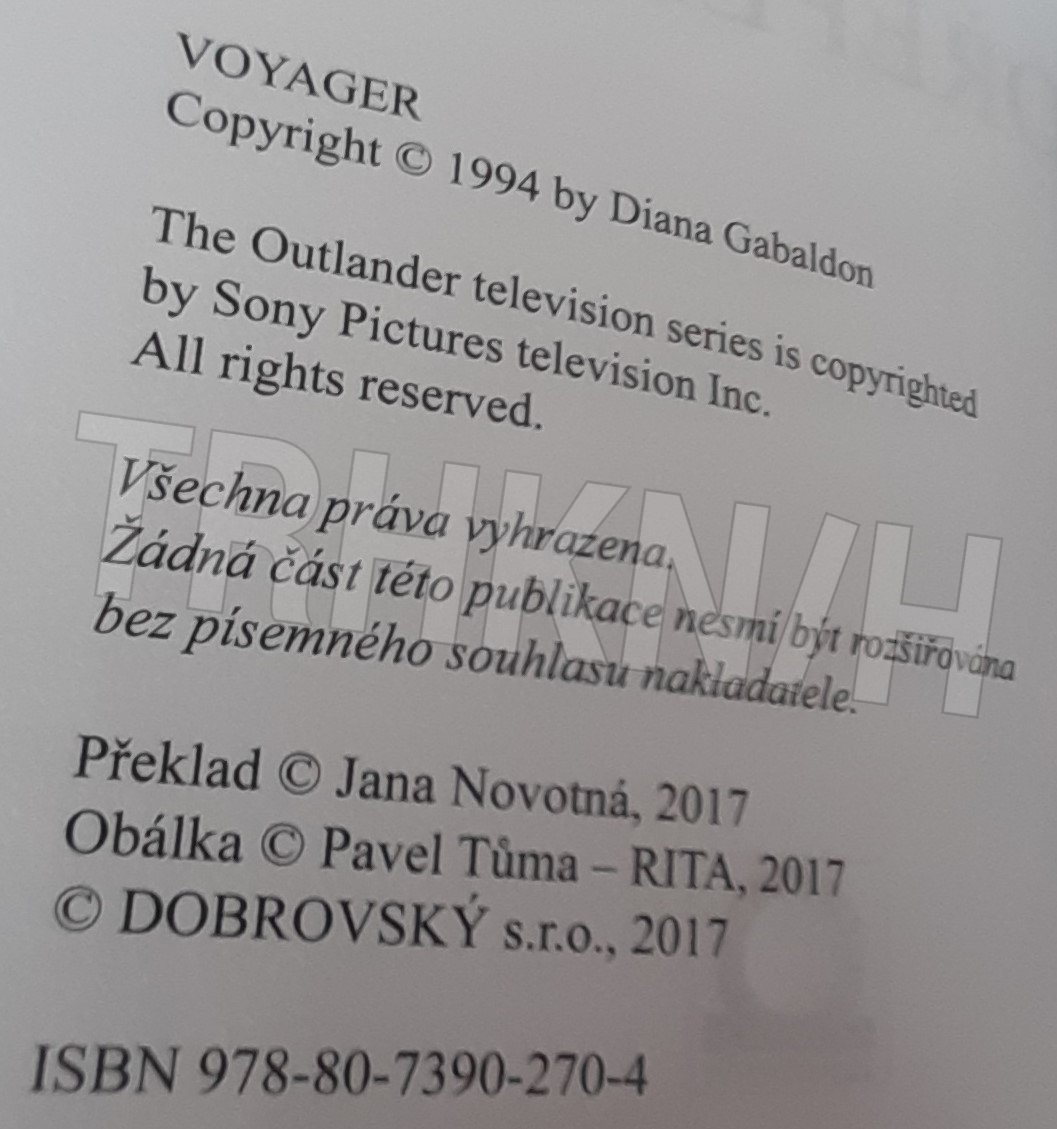 VOYAGER
Copyright © 1994 by Diana Gabaldon
The Outlander television series is copyrighted
by Sony Pictures television Inc.
All rights reserved.
TRHKNIH
Všechna práva vyhrazena.
Žádná část této publikace nesmí být rozšiřována
bez písemného souhlasu nakladatele.
Překlad © Jana Novotná, 2017
Obálka © Pavel Tůma – RITA, 2017
© DOBROVSKÝ s.r.o., 2017
ISBN 978-80-7390-270-4